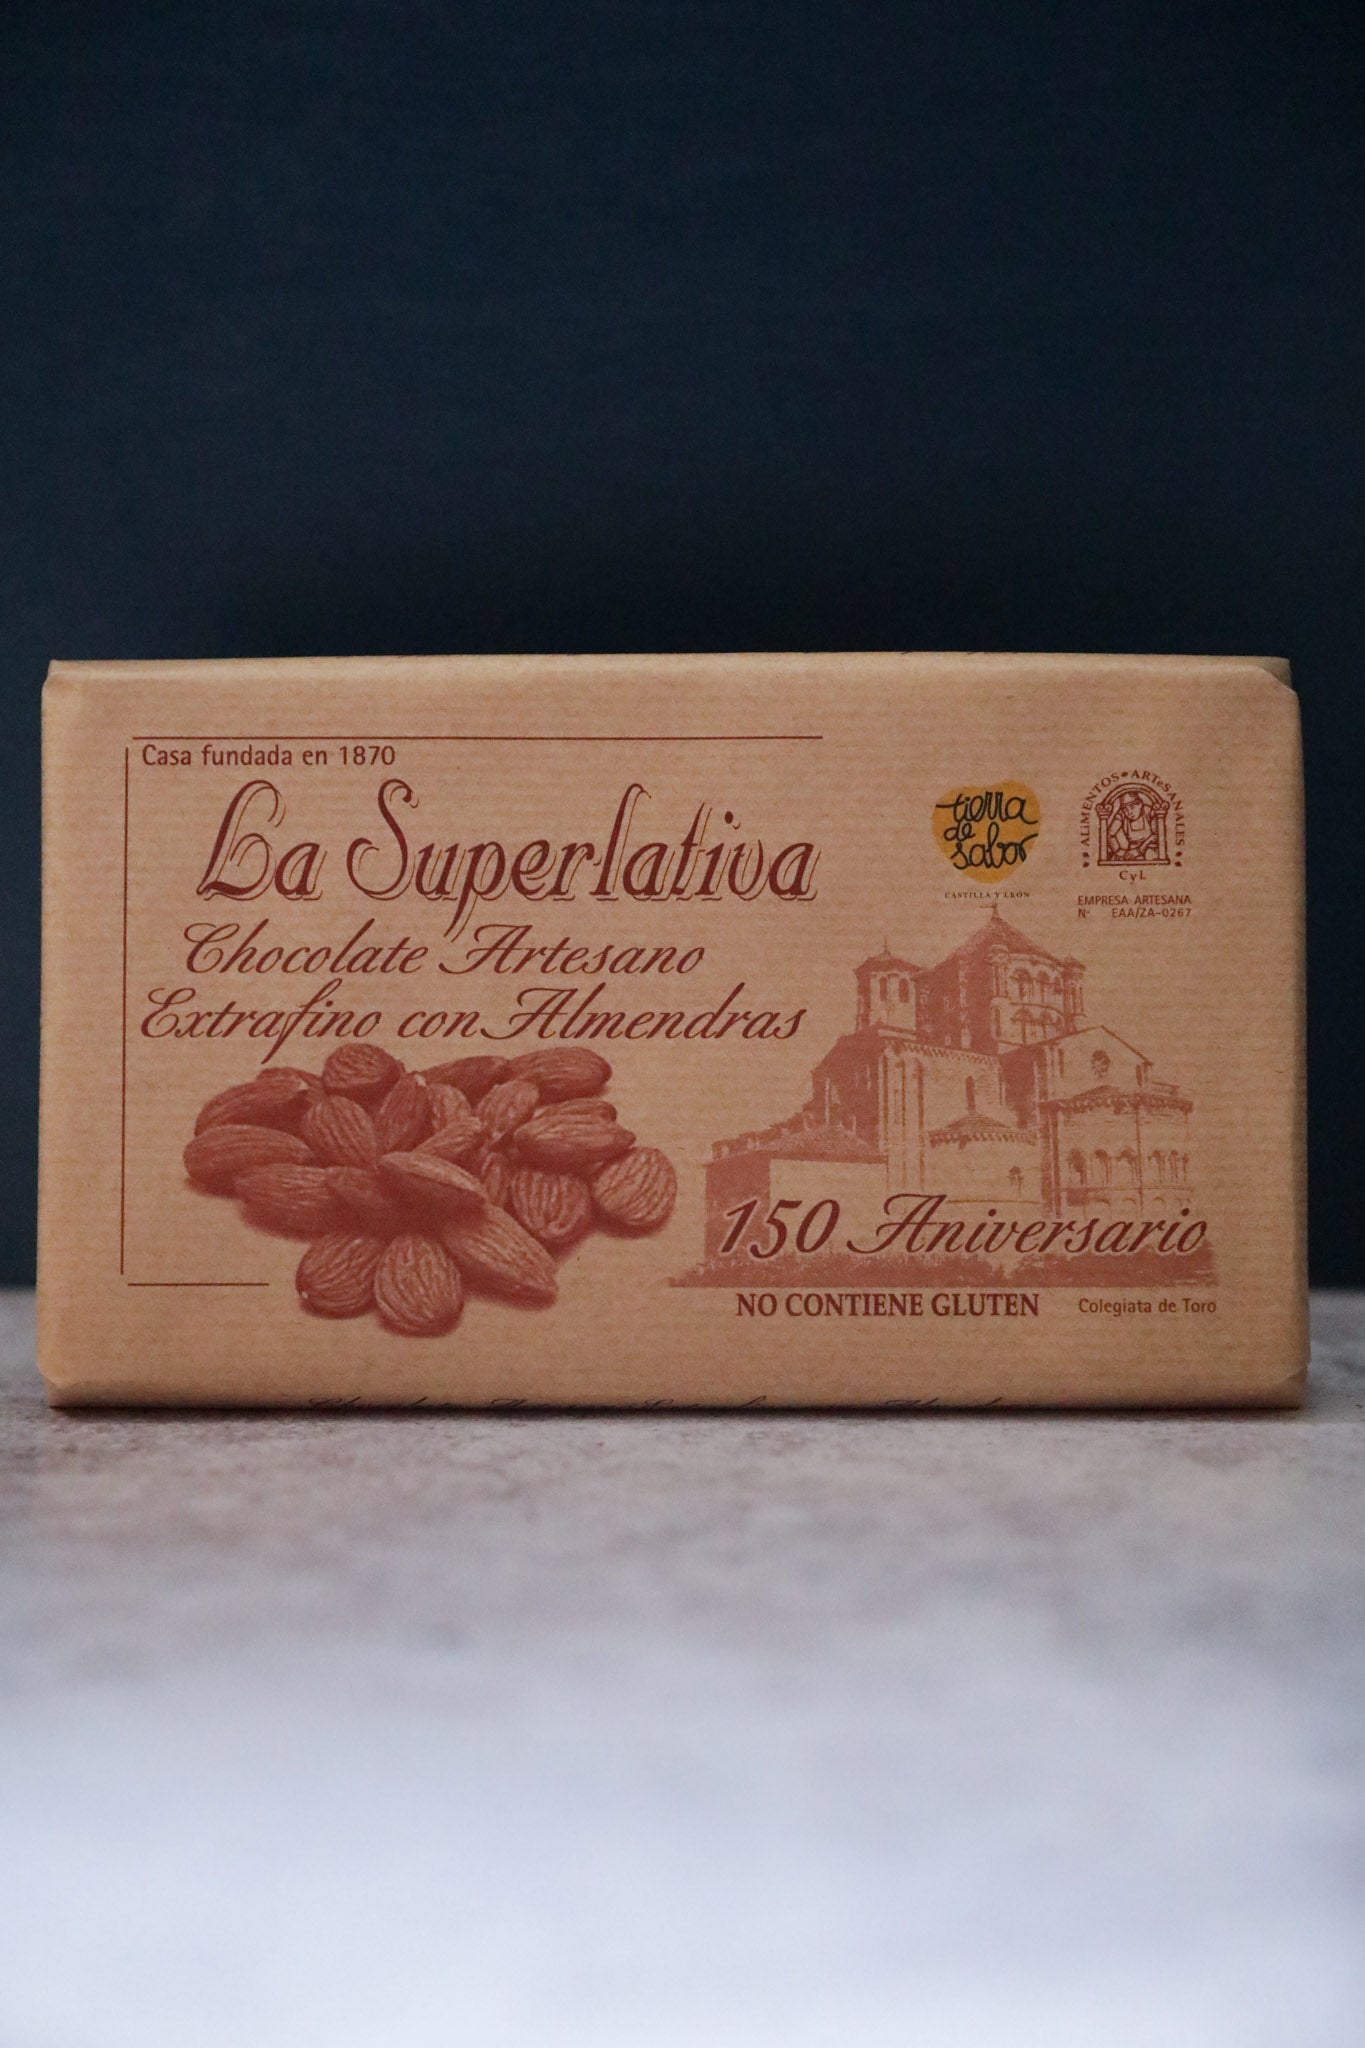 Casa fundada en 1870
La Superlativa
Chocolate Artesano
Extrafino con Almendras
tierra
de
sabor
CASTILLA Y LEÓN
ALIMENTOS ARTeSANALES
CyL
EMPRESA ARTESANA
Nº EAA/ZA-0267
150 Aniversario
NO CONTIENE GLUTEN
Colegiata de Toro